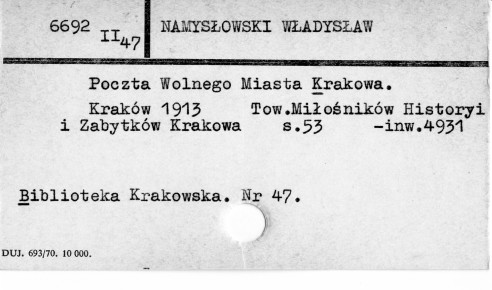 6692 II47 NAMYSŁOWSKI WŁADYSŁAW
Poczta Wolnego Miasta Krakowa.
Kraków 1913 Tow.Miłośników Historyi
i Zabytków Krakowa s.53 -inw.4931
Biblioteka Krakowska. Nr 47.
DUJ. 693/70. 10 000.